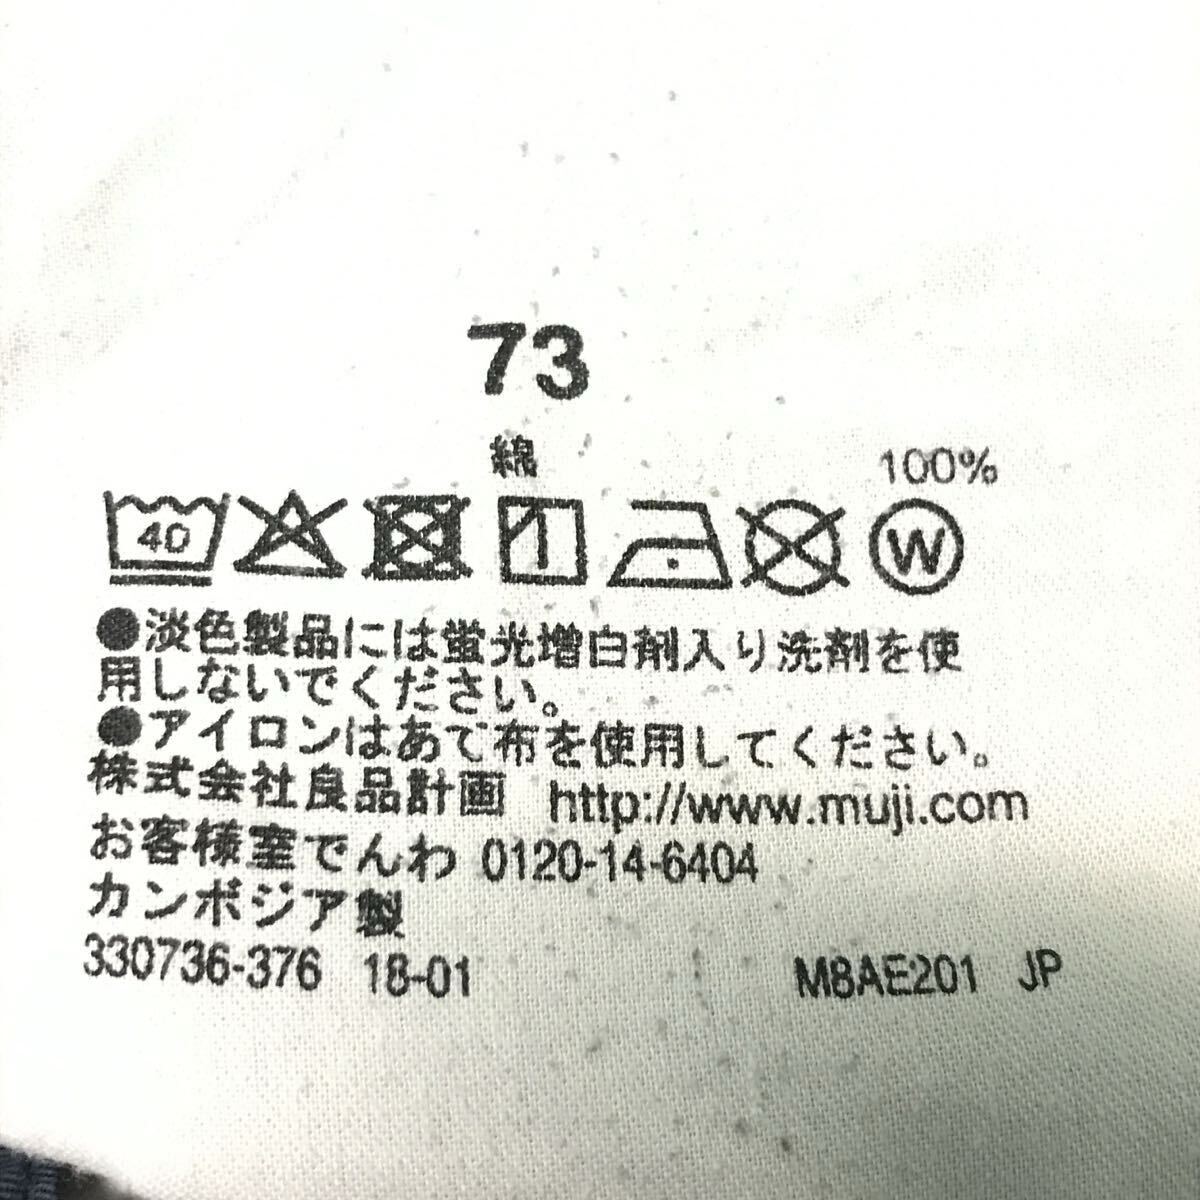 73
綿 100%
40 W
●淡色製品には蛍光増白剤入り洗剤を使
用しないでください。
●アイロンはあて布を使用してください。
株式会社良品計画 http://www.muji.com
お客様室でんわ 0120-14-6404
カンボジア製
330736-376 18-01 M8AE201 JP